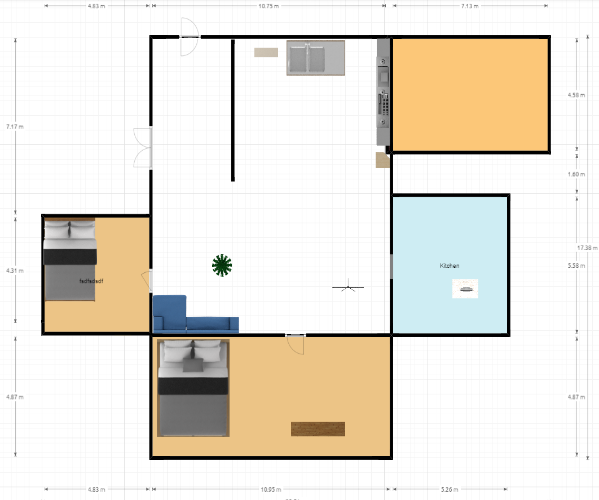 4.83 m
10.75 m
7.13 m
7.17 m
4.58 m
1.60 m
17.38 m
Kitchen
5.58 m
4.31 m
4.87 m
4.87 m
4.83 m
10.95 m
5.26 m